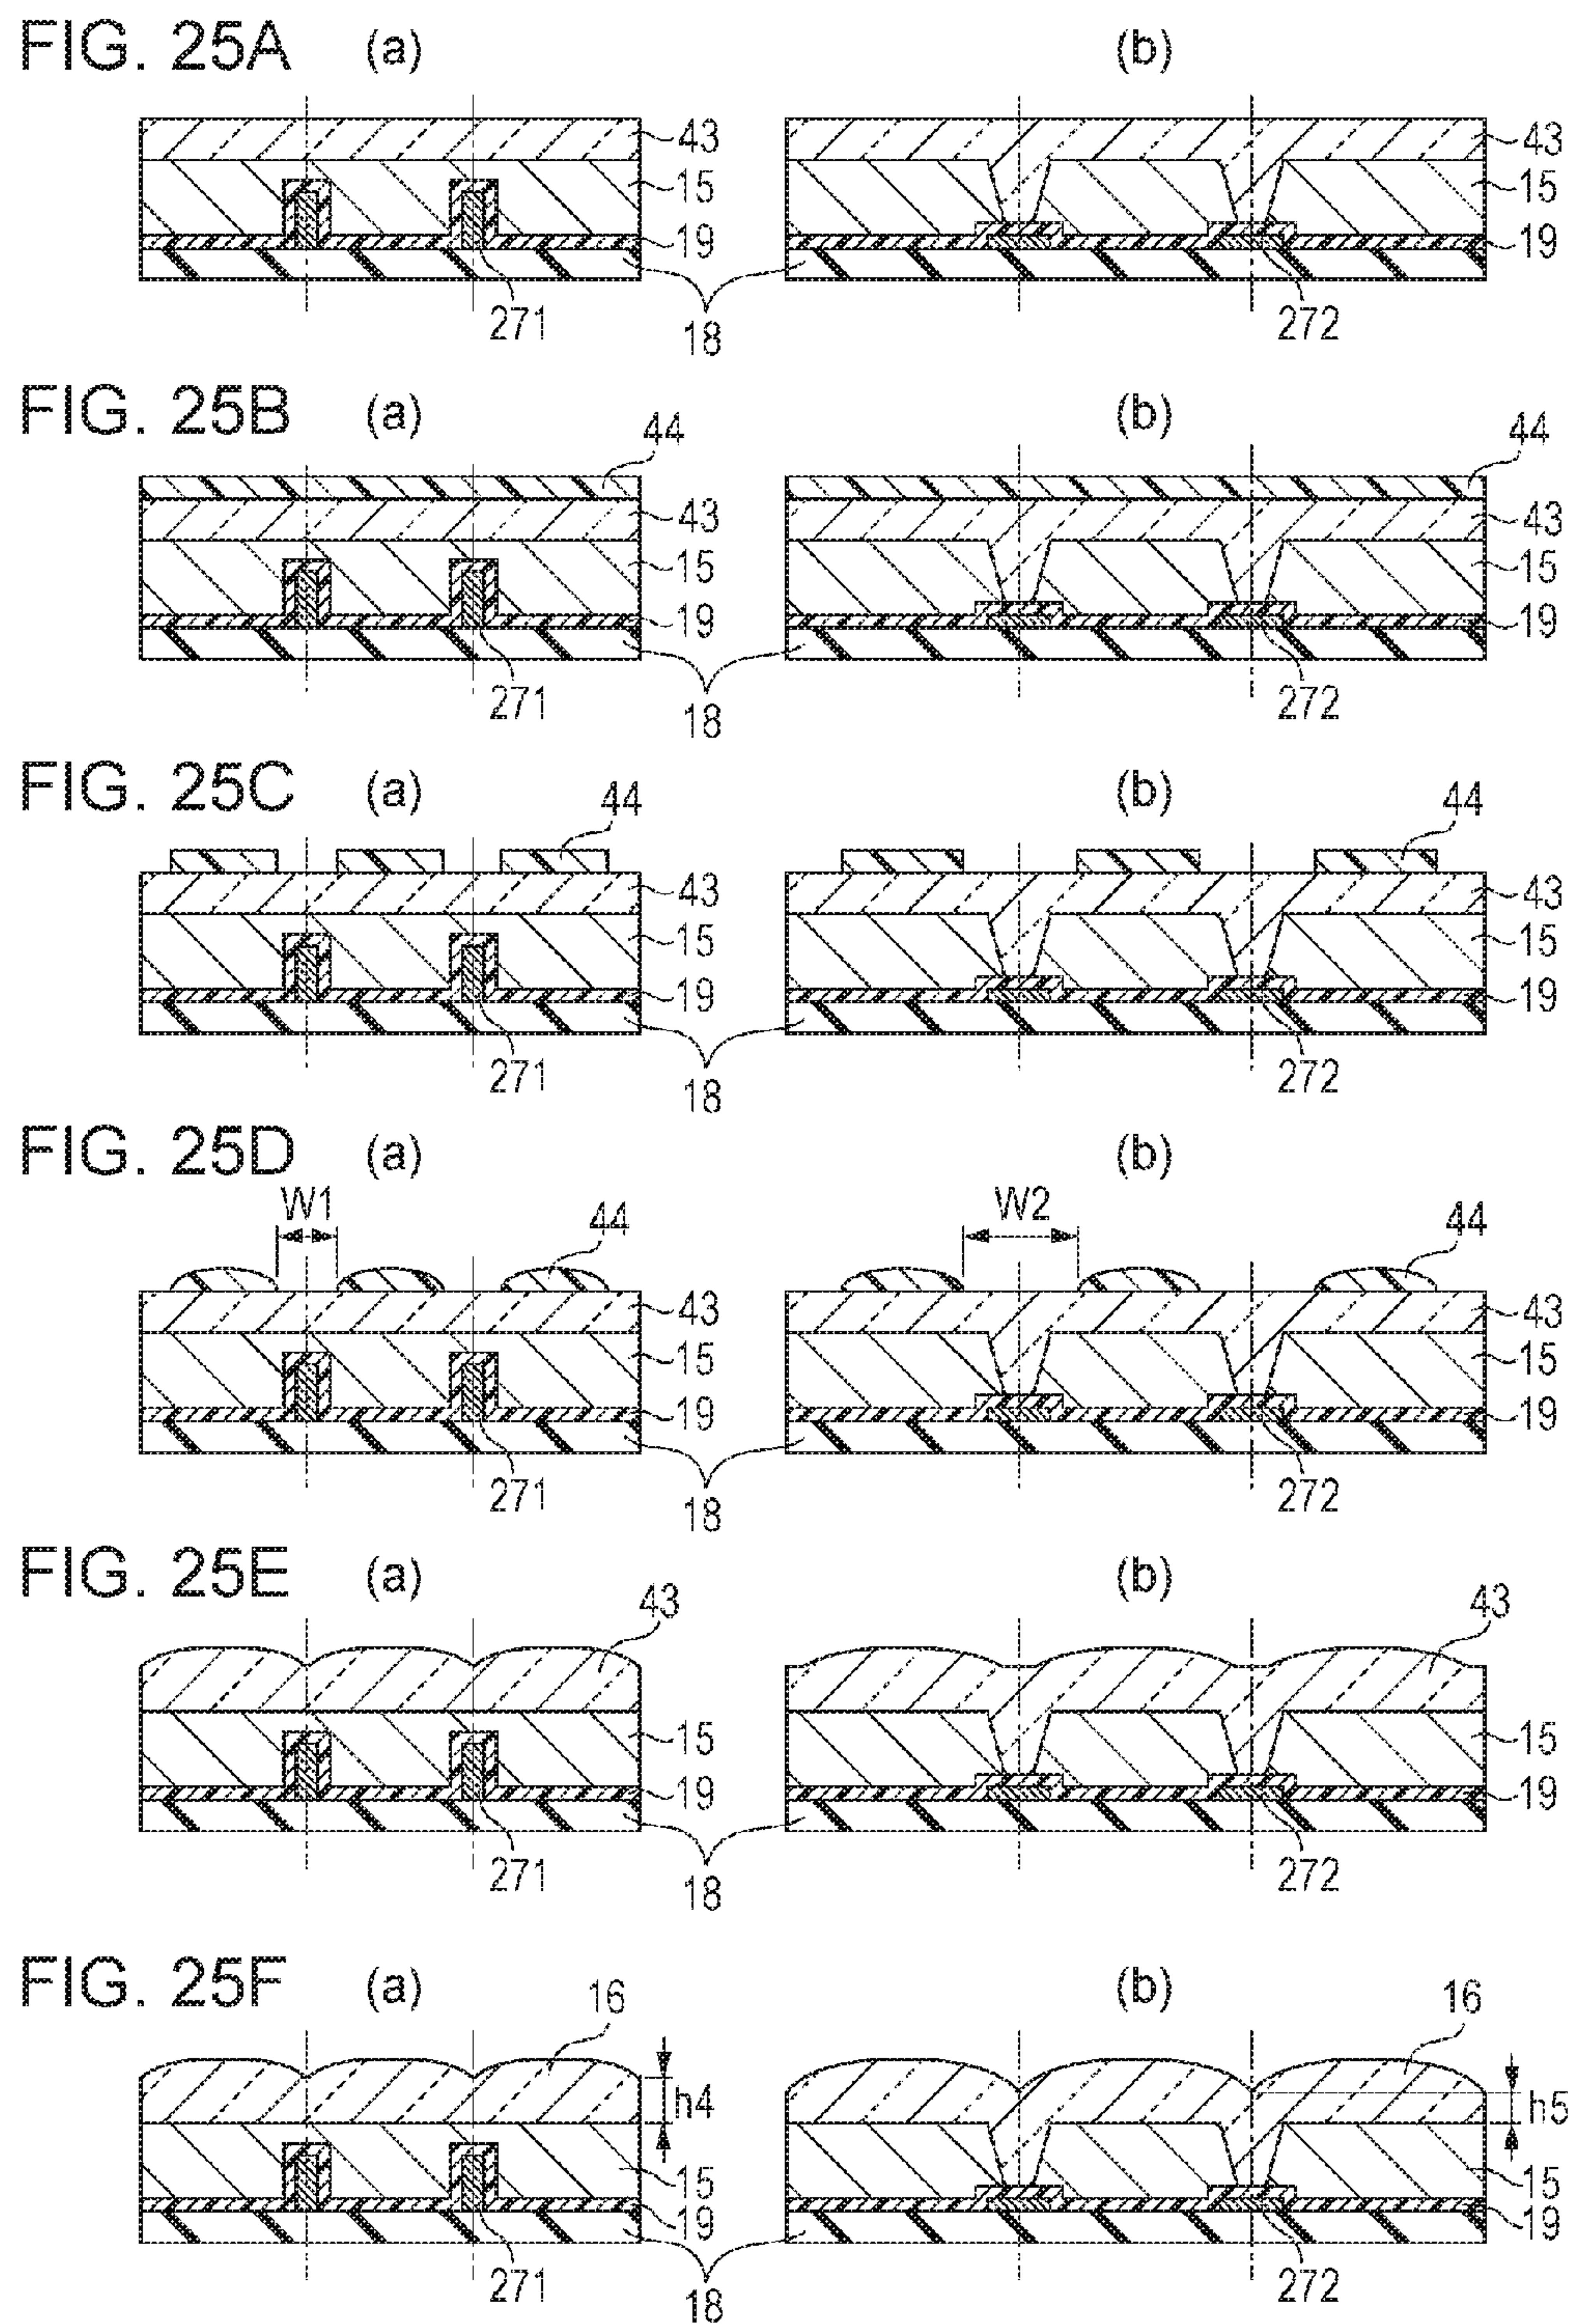 FIG. 25A (a) (b)
43 43
15 15
19 19
271 18 272
FIG. 25B (a) (b)
44 44
43 43
15 15
19 19
271 18 272
FIG. 25C (a) (b)
44 44
43 43
15 15
19 19
271 18 272
FIG. 25D (a) (b)
W1 44 W2 44
43 43
15 15
19 19
271 18 272
FIG. 25E (a) (b)
43 43
15 15
19 19
271 18 272
FIG. 25F (a) (b)
16 16
h4 h5
15 15
19 19
271 18 272